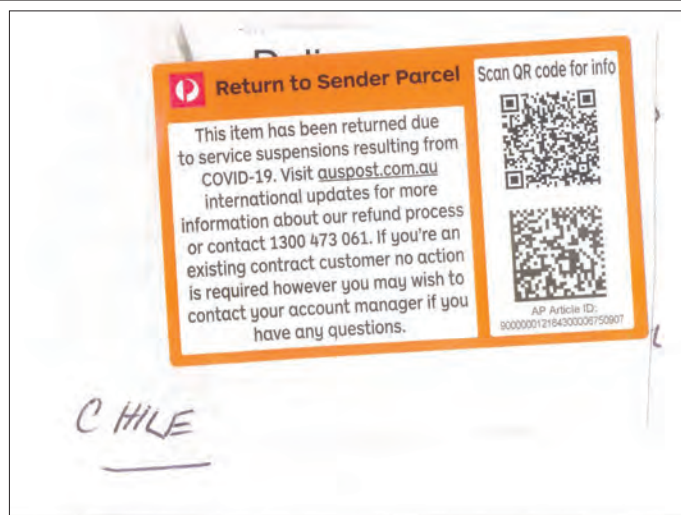 Return to Sender Parcel
Scan QR code for info
This item has been returned due
to service suspensions resulting from
COVID-19. Visit auspost.com.au
international updates for more
information about our refund process
or contact 1300 473 061. If you're an
existing contract customer no action
is required however you may wish to
contact your account manager if you
have any questions.
AP Article ID:
900000012184300006750907
CHILE